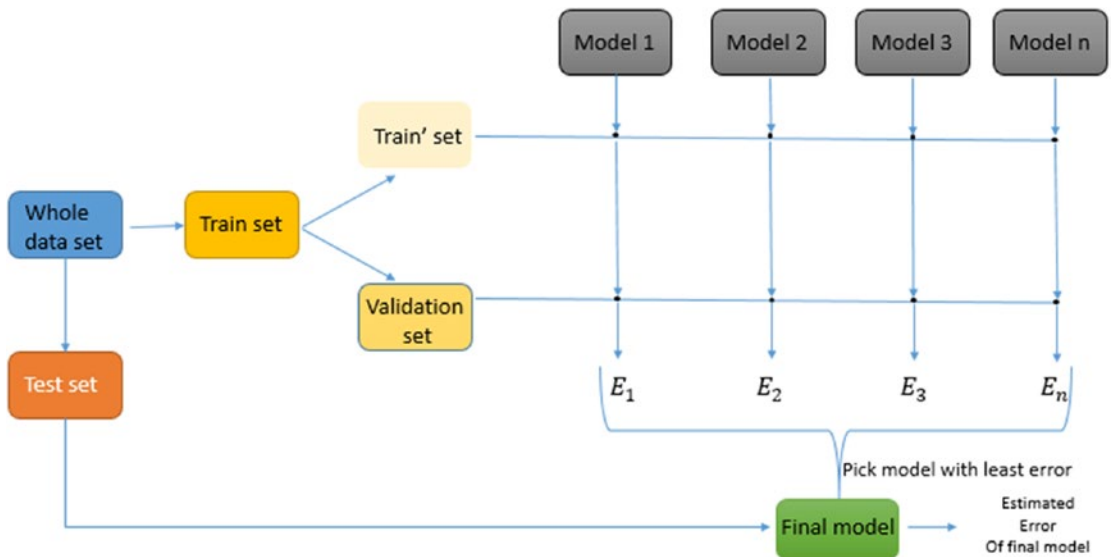 Model 1
Model 2
Model 3
Model n
Train’ set
Whole
data set
Train set
Validation
set
Test set
E₁
E₂
E₃
Eₙ
Pick model with least error
Final model
Estimated
Error
Of final model